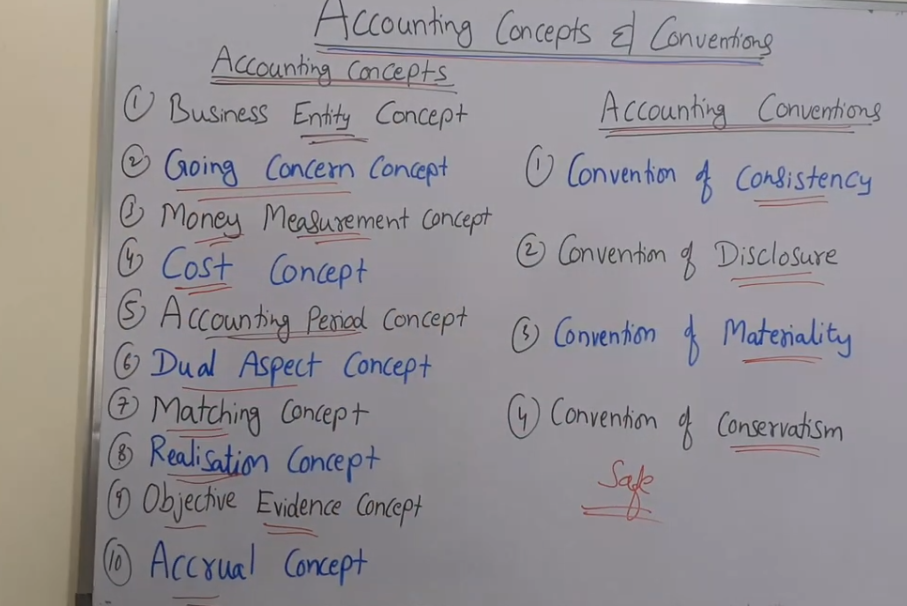 Accounting Concepts & Conventions
Accounting Concepts
① Business Entity Concept
② Going Concern Concept
③ Money Measurement Concept
④ Cost Concept
⑤ Accounting Period Concept
⑥ Dual Aspect Concept
⑦ Matching Concept
⑧ Realisation Concept
⑨ Objective Evidence Concept
⑩ Accrual Concept
Accounting Conventions
① Convention of Consistency
② Convention of Disclosure
③ Convention of Materiality
④ Convention of Conservatism
Safe